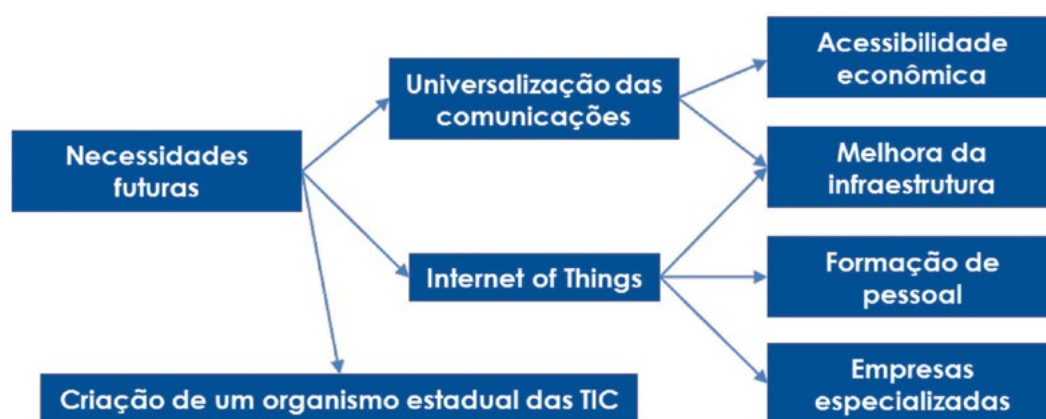 Necessidades
futuras
Universalização das
comunicações
Internet of Things
Criação de um organismo estadual das TIC
Acessibilidade
econômica
Melhora da
infraestrutura
Formação de
pessoal
Empresas
especializadas